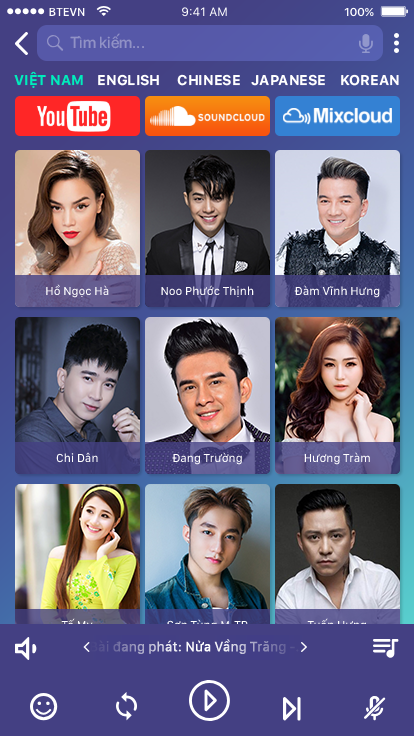 BTEVN 9:41 AM 100%
Tìm kiếm...
VIỆT NAM ENGLISH CHINESE JAPANESE KOREAN
YouTube SOUNDCLOUD Mixcloud
Hồ Ngọc Hà Noo Phước Thịnh Đàm Vĩnh Hưng
Chi Dân Đang Trường Hương Tràm
Tố My Sơn Tùng M-TP Tuấn Hưng
Bài đang phát: Nửa Vầng Trăng -